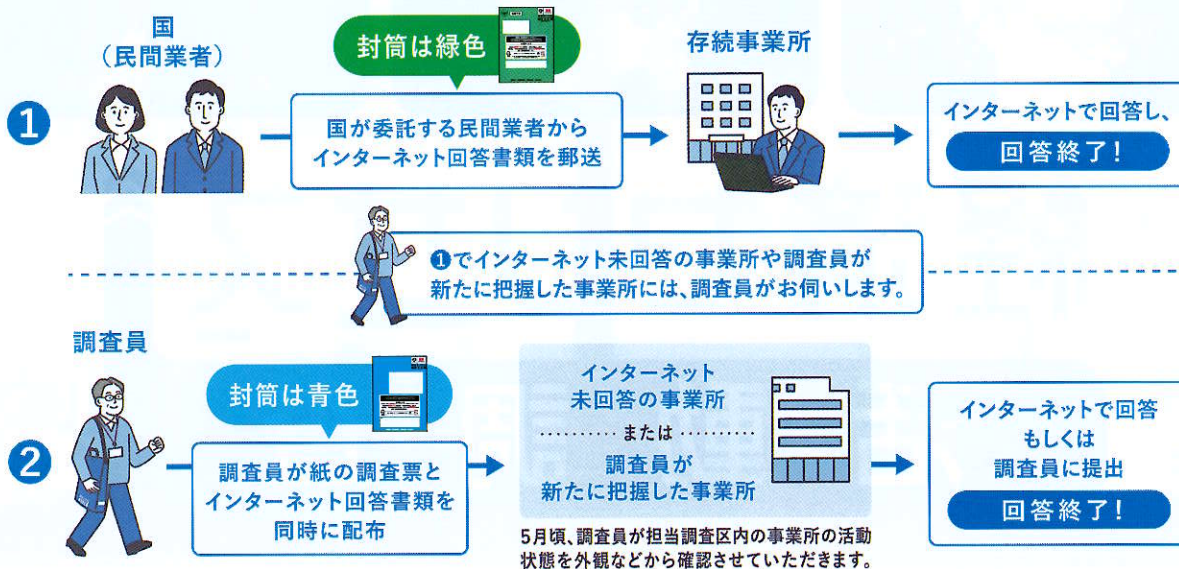 国
（民間業者）
封筒は緑色
存続事業所
❶
国が委託する民間業者から
インターネット回答書類を郵送
インターネットで回答し、
回答終了！
❶でインターネット未回答の事業所や調査員が
新たに把握した事業所には、調査員がお伺いします。
調査員
封筒は青色
❷
調査員が紙の調査票と
インターネット回答書類を
同時に配布
インターネット
未回答の事業所
‥‥‥‥‥ または ‥‥‥‥‥
調査員が
新たに把握した事業所
5月頃、調査員が担当調査区内の事業所の活動
状態を外観などから確認させていただきます。
インターネットで回答
もしくは
調査員に提出
回答終了！